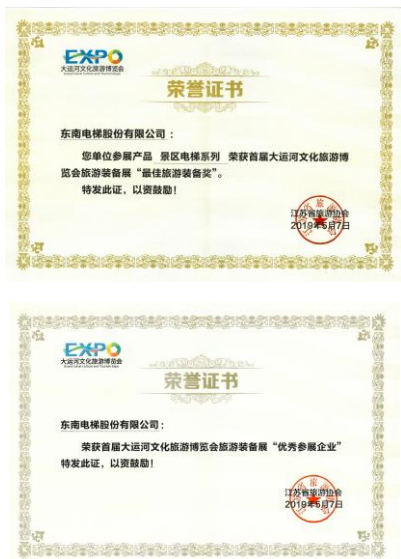 EXPO
大运河文化旅游博览会
荣誉证书
东南电梯股份有限公司：
您单位参展产品 景区电梯系列 荣获首届大运河文化旅游博
览会旅游装备展“最佳旅游装备奖”。
特发此证，以资鼓励！
江苏省旅游协会
2019年5月7日
EXPO
大运河文化旅游博览会
荣誉证书
东南电梯股份有限公司：
荣获首届大运河文化旅游博览会旅游装备展“优秀参展企业”
特发此证，以资鼓励！
江苏省旅游协会
2019年5月7日